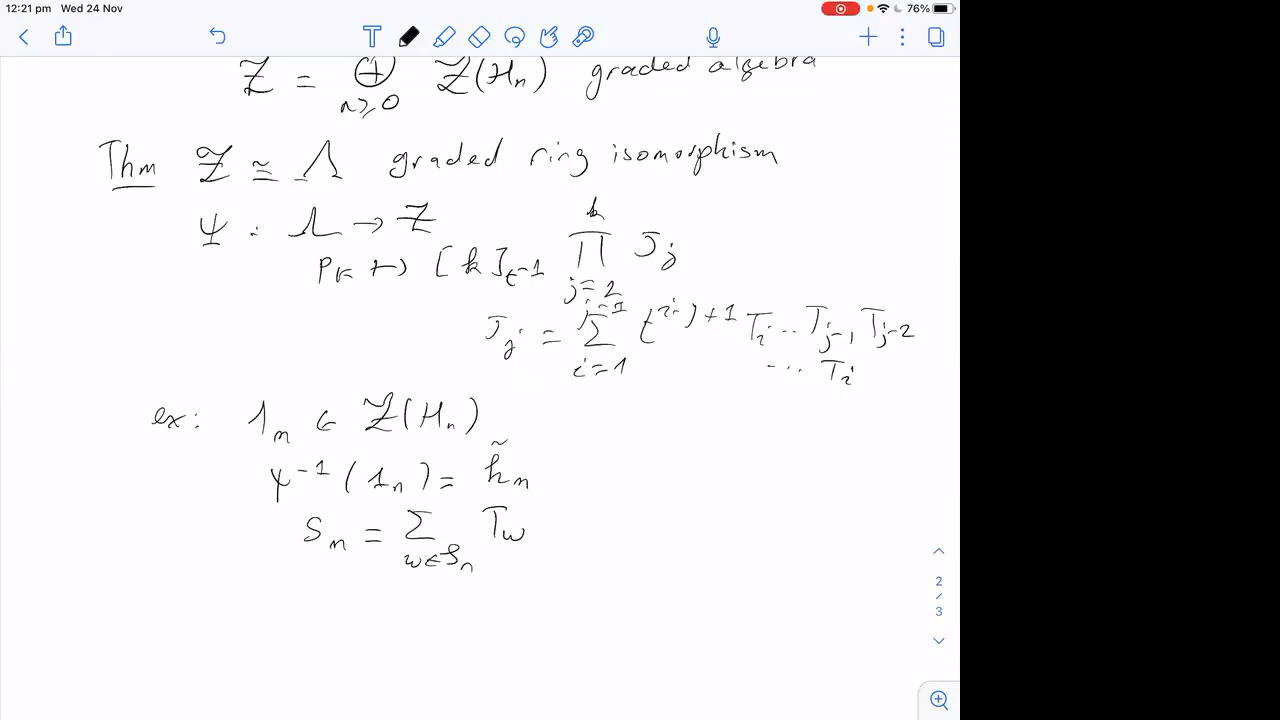 12:21 pm Wed 24 Nov 76%
Z = ⊕_{n≥0} Z(H_n) graded algebra
Thm Z ≅ Λ graded ring isomorphism
Ψ : Λ → Z
p_k ↦ [k]_{t^{-1}} ∏_{j=2}^{k} J_j
J_j = ∑_{i=1}^{j-1} t^{i-j+1} T_i … T_{j-1} T_{j-2}
… T_i
ex: 1_n ∈ Z(H_n)
Ψ^{-1}(1_n) = h̃_n
S_n = ∑_{w∈S_n} T_w
2
/
3